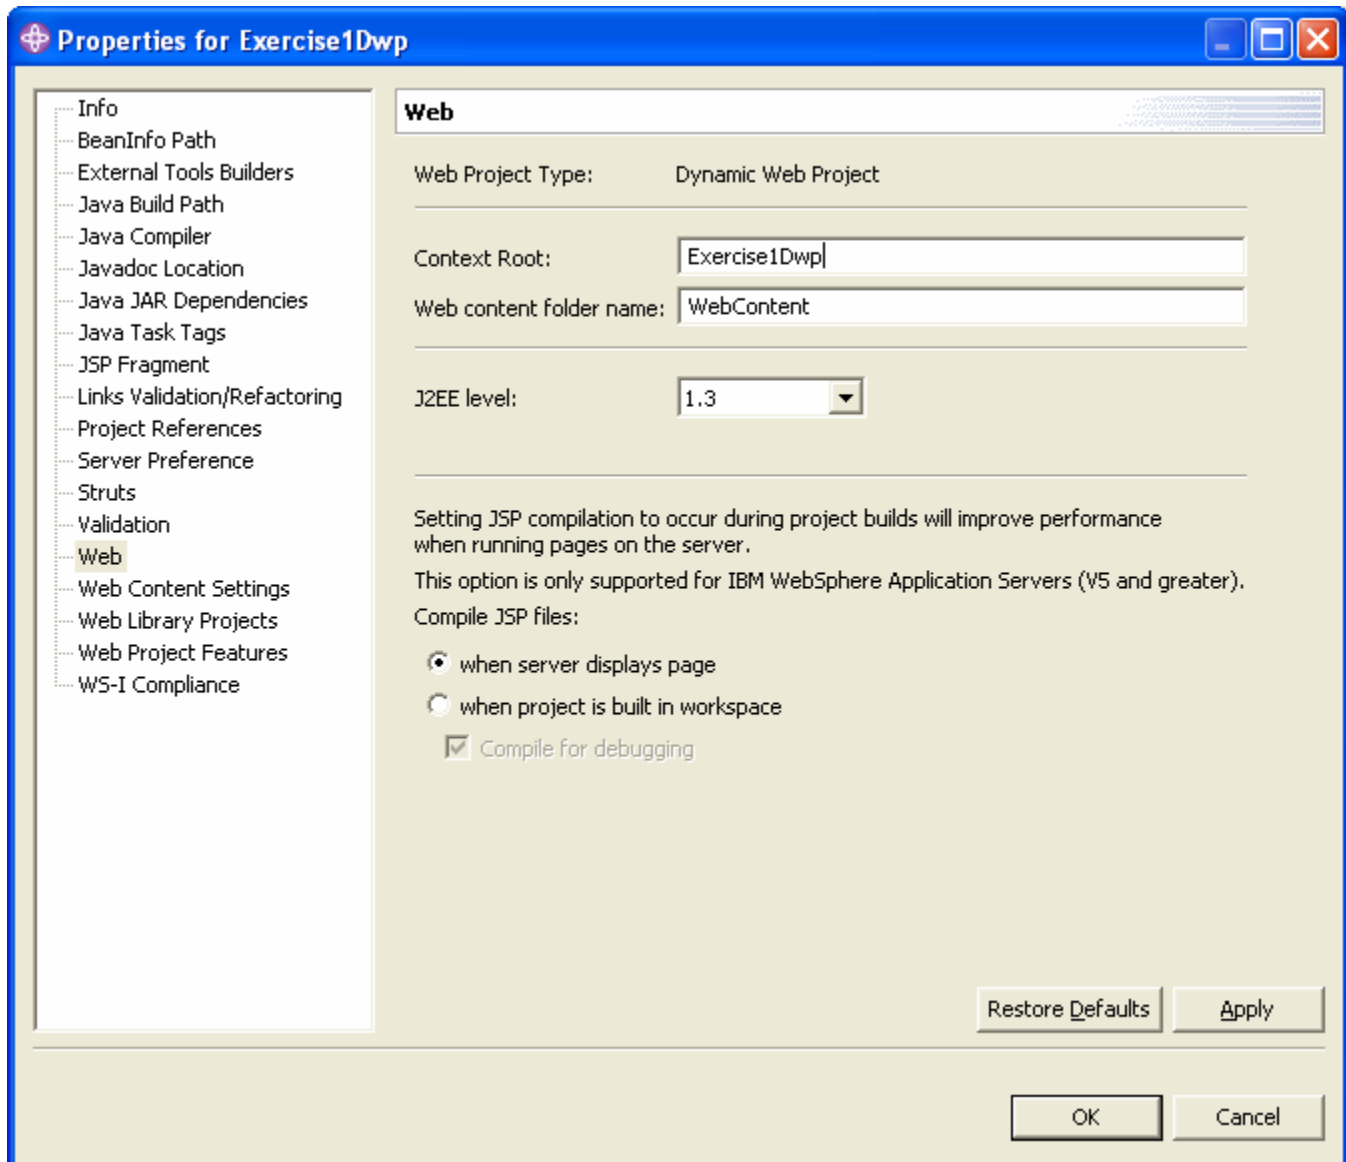 Properties for Exercise1Dwp
Info
BeanInfo Path
External Tools Builders
Java Build Path
Java Compiler
Javadoc Location
Java JAR Dependencies
Java Task Tags
JSP Fragment
Links Validation/Refactoring
Project References
Server Preference
Struts
Validation
Web
Web Content Settings
Web Library Projects
Web Project Features
WS-I Compliance
Web
Web Project Type: Dynamic Web Project
Context Root: Exercise1Dwp
Web content folder name: WebContent
J2EE level: 1.3
Setting JSP compilation to occur during project builds will improve performance
when running pages on the server.
This option is only supported for IBM WebSphere Application Servers (V5 and greater).
Compile JSP files:
when server displays page
when project is built in workspace
Compile for debugging
Restore Defaults Apply
OK Cancel